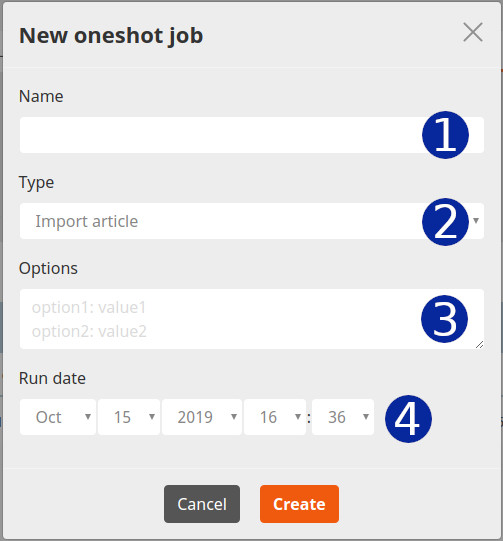 New oneshot job
Name
1
Type
Import article
2
Options
option1: value1
option2: value2
3
Run date
Oct 15 2019 16 : 36
4
Cancel Create